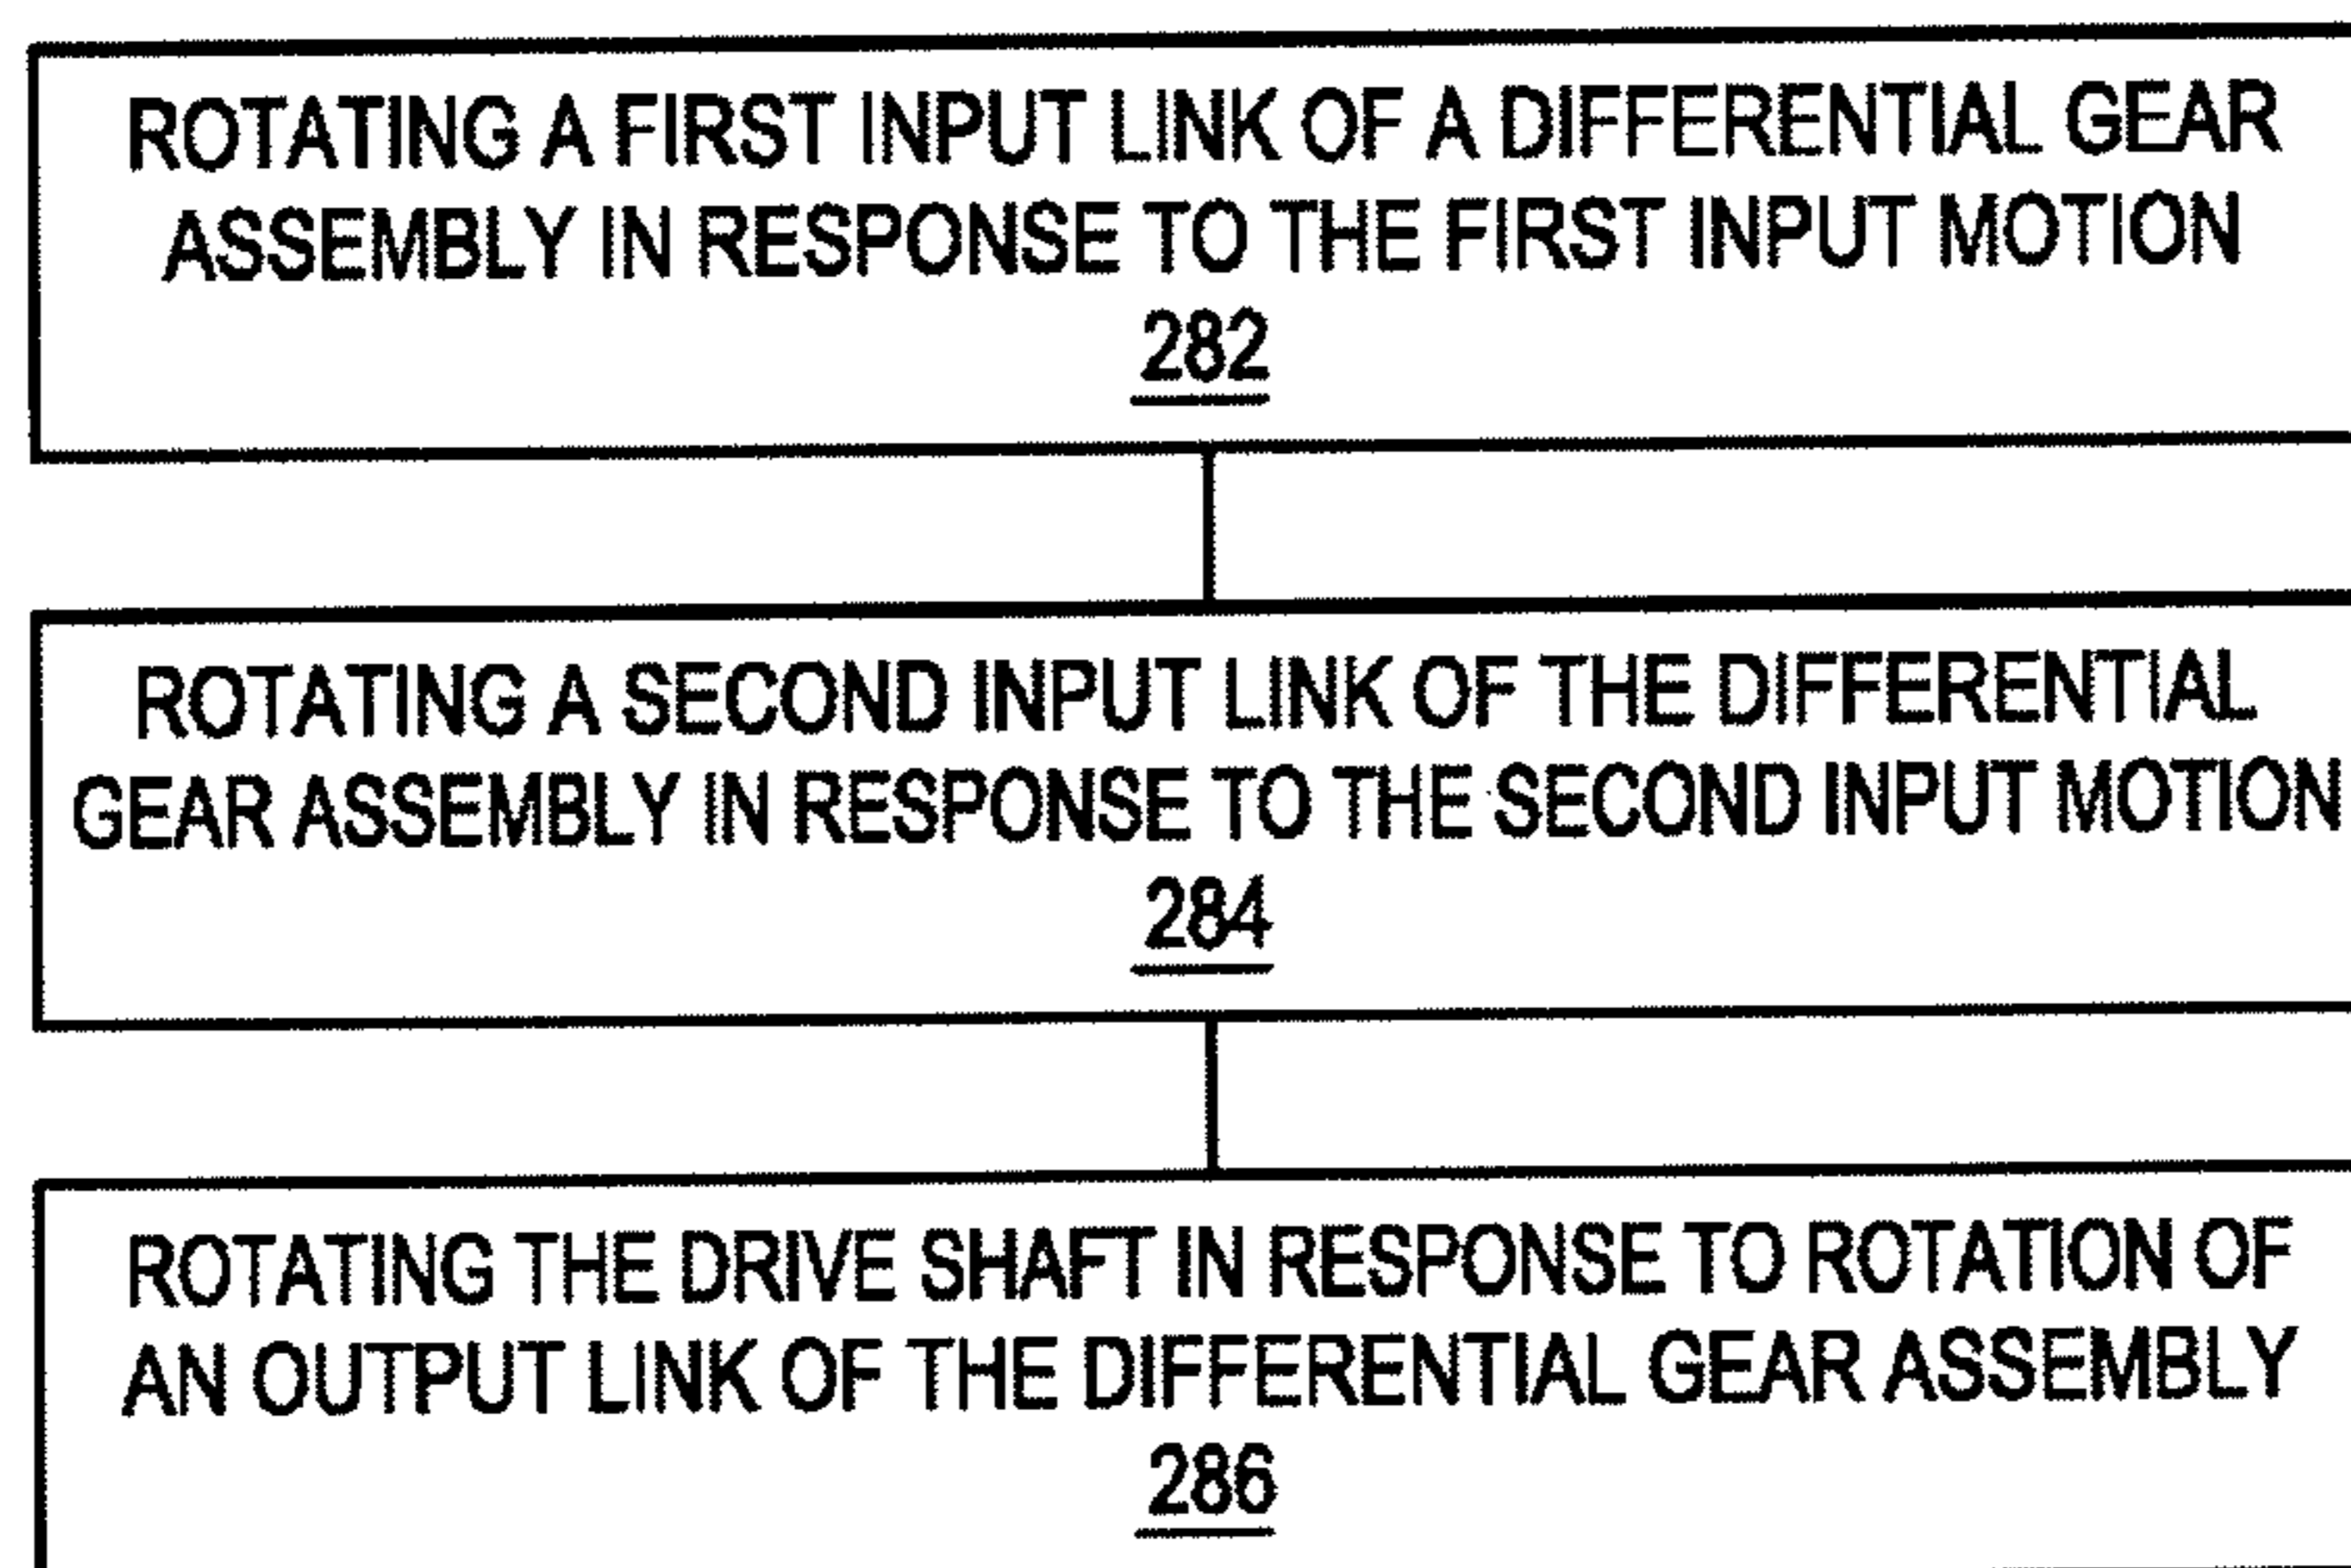 ROTATING A FIRST INPUT LINK OF A DIFFERENTIAL GEAR
ASSEMBLY IN RESPONSE TO THE FIRST INPUT MOTION
282
ROTATING A SECOND INPUT LINK OF THE DIFFERENTIAL
GEAR ASSEMBLY IN RESPONSE TO THE SECOND INPUT MOTION
284
ROTATING THE DRIVE SHAFT IN RESPONSE TO ROTATION OF
AN OUTPUT LINK OF THE DIFFERENTIAL GEAR ASSEMBLY
286